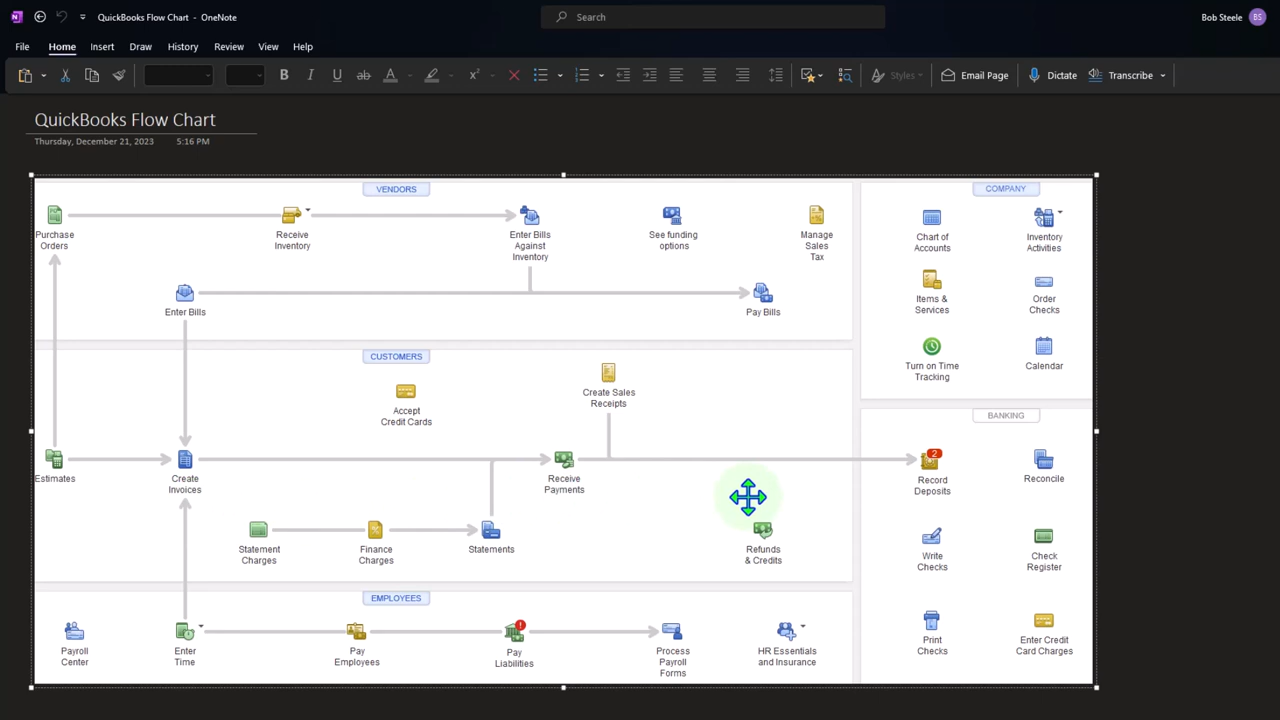 QuickBooks Flow Chart - OneNote
Search
Bob Steele
BS
File Home Insert Draw History Review View Help
Styles
Email Page
Dictate
Transcribe
QuickBooks Flow Chart
Thursday, December 21, 2023 5:16 PM
VENDORS
Purchase
Orders
Receive
Inventory
Enter Bills
Against
Inventory
See funding
options
Manage
Sales
Tax
Enter Bills
Pay Bills
CUSTOMERS
Accept
Credit Cards
Create Sales
Receipts
Estimates
Create
Invoices
Receive
Payments
Statement
Charges
Finance
Charges
Statements
Refunds
& Credits
EMPLOYEES
Payroll
Center
Enter
Time
Pay
Employees
Pay
Liabilities
Process
Payroll
Forms
HR Essentials
and Insurance
COMPANY
Chart of
Accounts
Inventory
Activities
Items &
Services
Order
Checks
Turn on Time
Tracking
Calendar
BANKING
2
Record
Deposits
Reconcile
Write
Checks
Check
Register
Print
Checks
Enter Credit
Card Charges